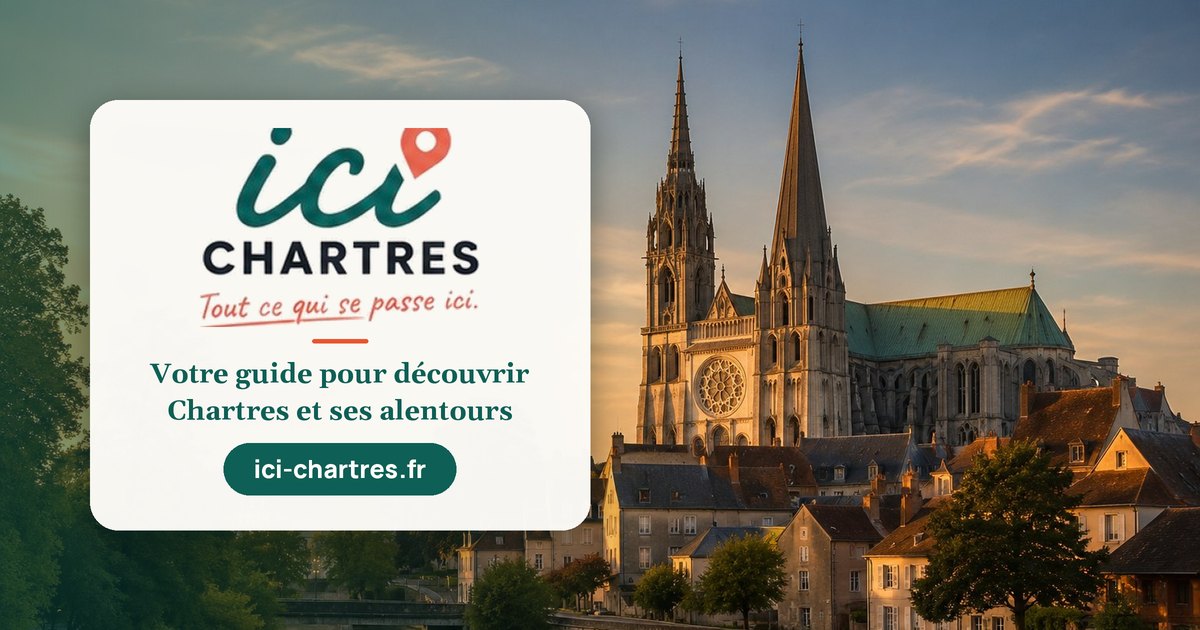 ici
CHARTRES
Tout ce qui se passe ici.
Votre guide pour découvrir
Chartres et ses alentours
ici-chartres.fr